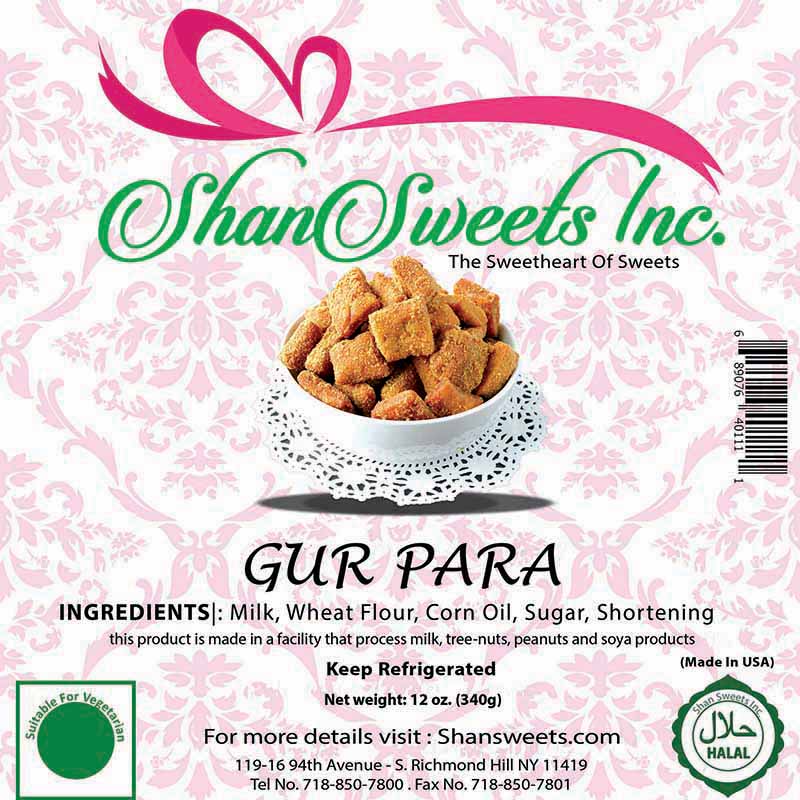 ShanSweets Inc.
The Sweetheart Of Sweets
6 89076 40111 1
GUR PARA
INGREDIENTS|: Milk, Wheat Flour, Corn Oil, Sugar, Shortening
this product is made in a facility that process milk, tree-nuts, peanuts and soya products
Keep Refrigerated
(Made In USA)
Net weight: 12 oz. (340g)
Suitable For Vegetarian
Shan Sweets Inc.
حلال
HALAL
For more details visit : Shansweets.com
119-16 94th Avenue - S. Richmond Hill NY 11419
Tel No. 718-850-7800 . Fax No. 718-850-7801